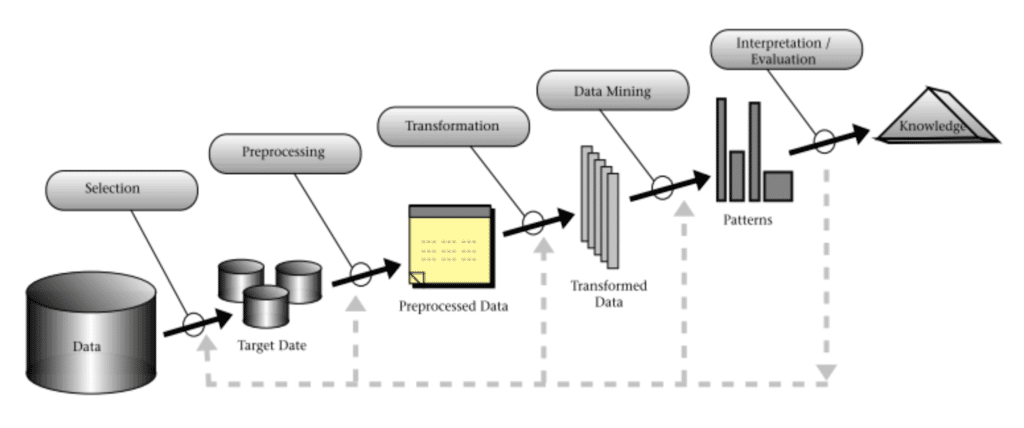 Interpretation /
Evaluation
Data Mining
Transformation
Preprocessing
Selection
Knowledge
Patterns
Transformed
Data
Preprocessed Data
Target Date
Data